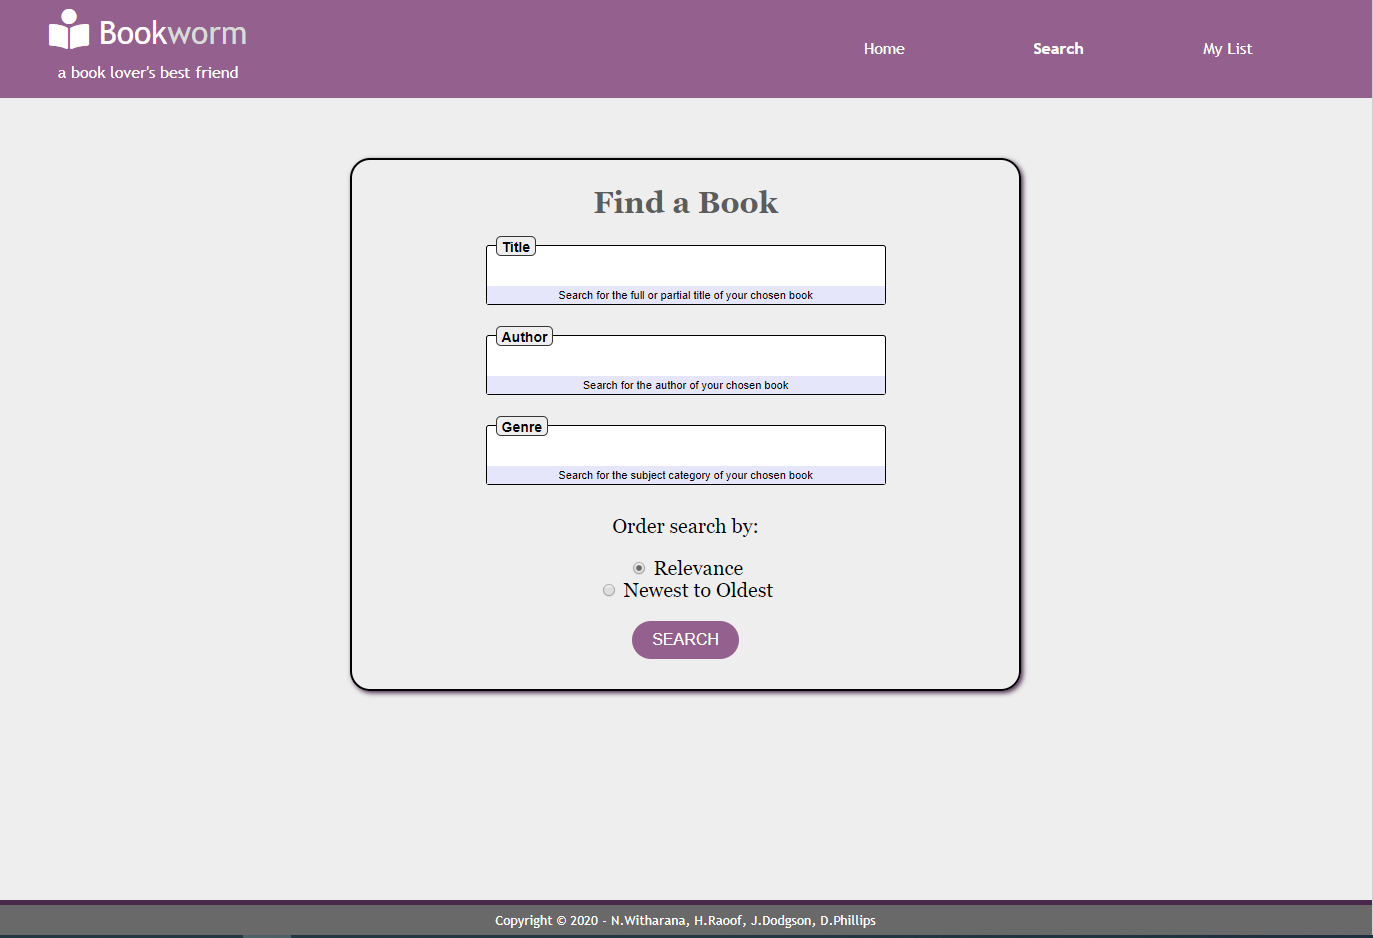 Bookworm
a book lover's best friend
Home
Search
My List
Find a Book
Title
Search for the full or partial title of your chosen book
Author
Search for the author of your chosen book
Genre
Search for the subject category of your chosen book
Order search by:
Relevance
Newest to Oldest
SEARCH
Copyright © 2020 - N.Witharana, H.Raoof, J.Dodgson, D.Phillips